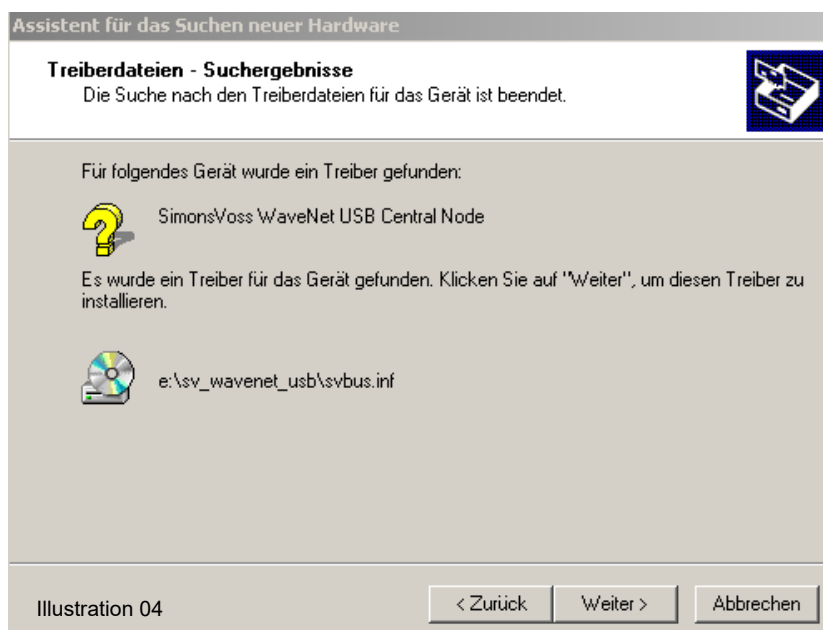 Assistent für das Suchen neuer Hardware
Treiberdateien - Suchergebnisse
Die Suche nach den Treiberdateien für das Gerät ist beendet.
Für folgendes Gerät wurde ein Treiber gefunden:
SimonsVoss WaveNet USB Central Node
Es wurde ein Treiber für das Gerät gefunden. Klicken Sie auf "Weiter", um diesen Treiber zu
installieren.
e:\sv_wavenet_usb\svbus.inf
Illustration 04
< Zurück
Weiter >
Abbrechen